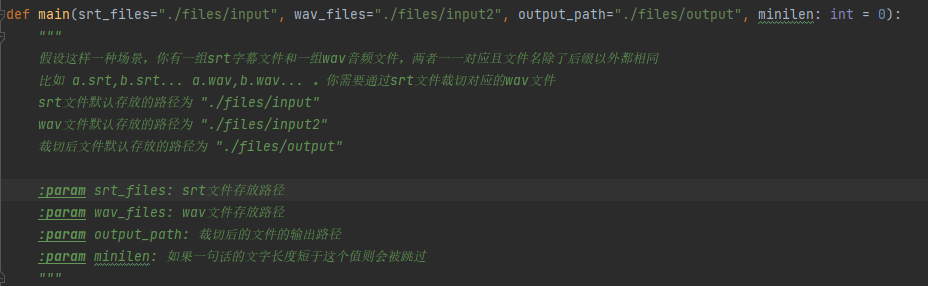 def main(srt_files="./files/input", wav_files="./files/input2", output_path="./files/output", minilen: int = 0):
"""
假设这样一种场景，你有一组srt字幕文件和一组wav音频文件，两者一一对应且文件名除了后缀以外都相同
比如 a.srt,b.srt... a.wav,b.wav... 。你需要通过srt文件裁切对应的wav文件
srt文件默认存放的路径为 "./files/input"
wav文件默认存放的路径为 "./files/input2"
裁切后文件默认存放的路径为 "./files/output"
:param srt_files: srt文件存放路径
:param wav_files: wav文件存放路径
:param output_path: 裁切后的文件的输出路径
:param minilen: 如果一句话的文字长度短于这个值则会被跳过
"""